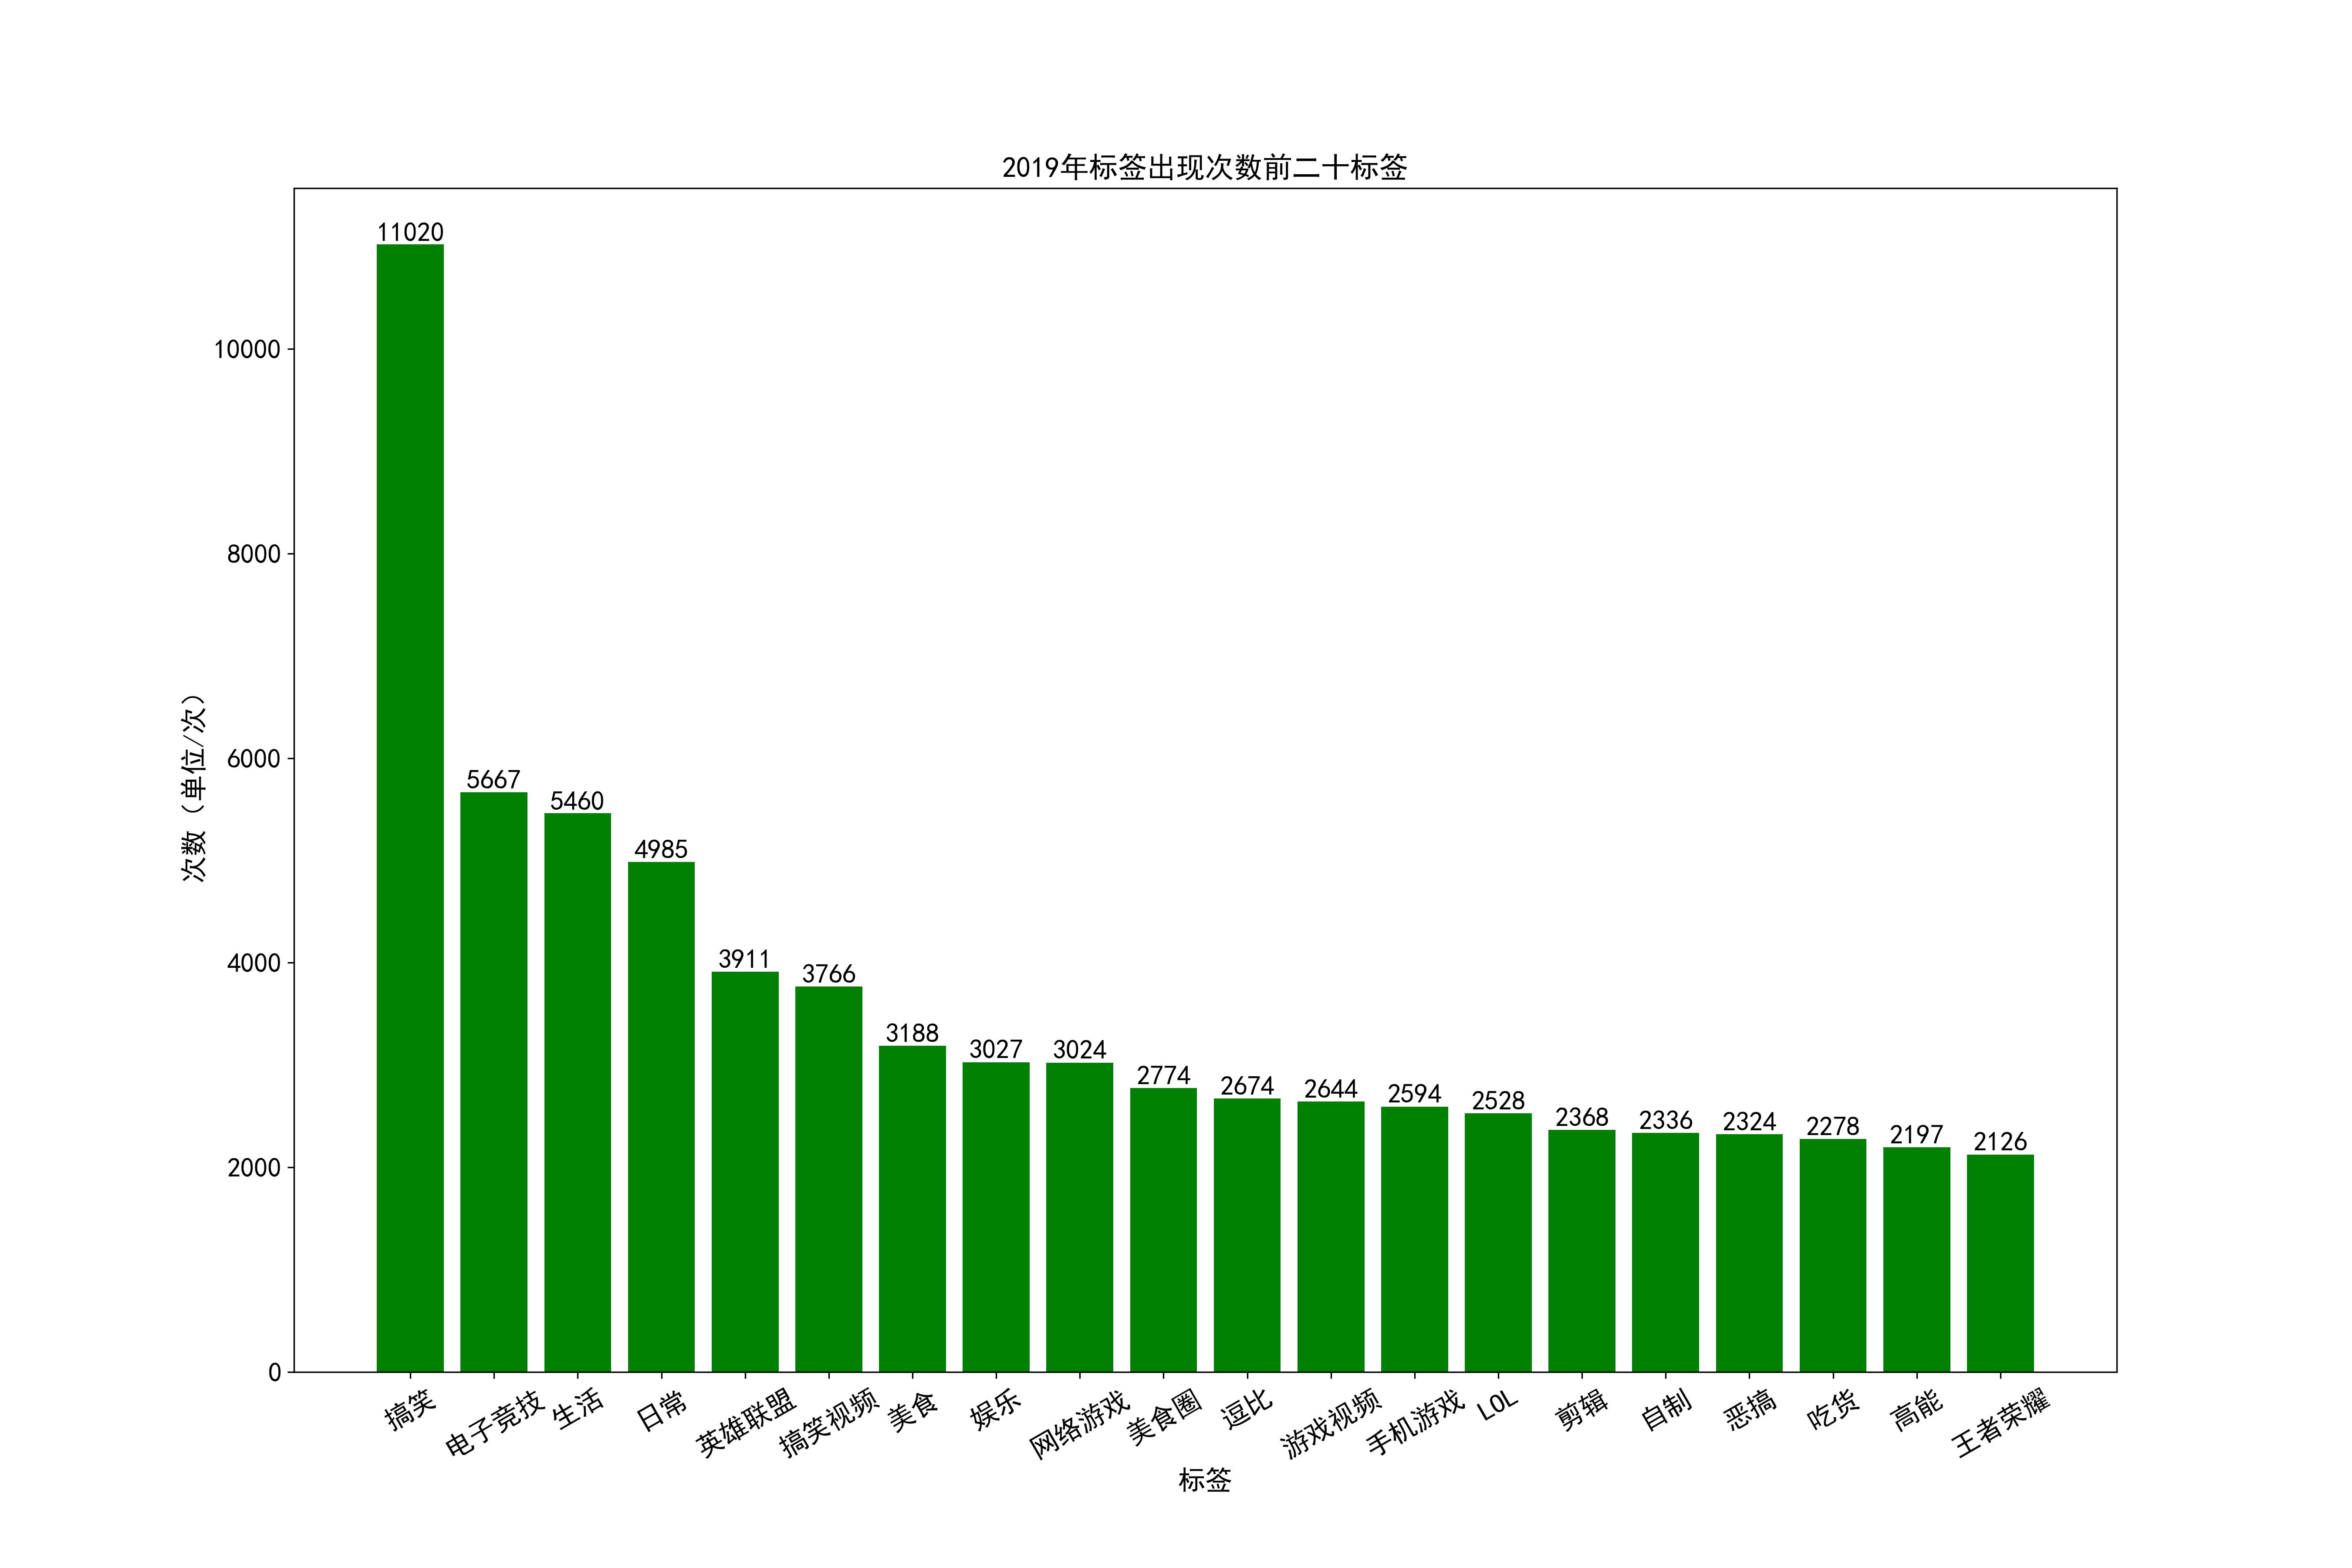 2019年标签出现次数前二十标签
次数（单位/次）
10000
8000
6000
4000
2000
0
11020
5667
5460
4985
3911
3766
3188
3027
3024
2774
2674
2644
2594
2528
2368
2336
2324
2278
2197
2126
搞笑
电子竞技
生活
日常
英雄联盟
搞笑视频
美食
娱乐
网络游戏
美食圈
逗比
游戏视频
手机游戏
LOL
剪辑
自制
恶搞
吃货
高能
王者荣耀
标签